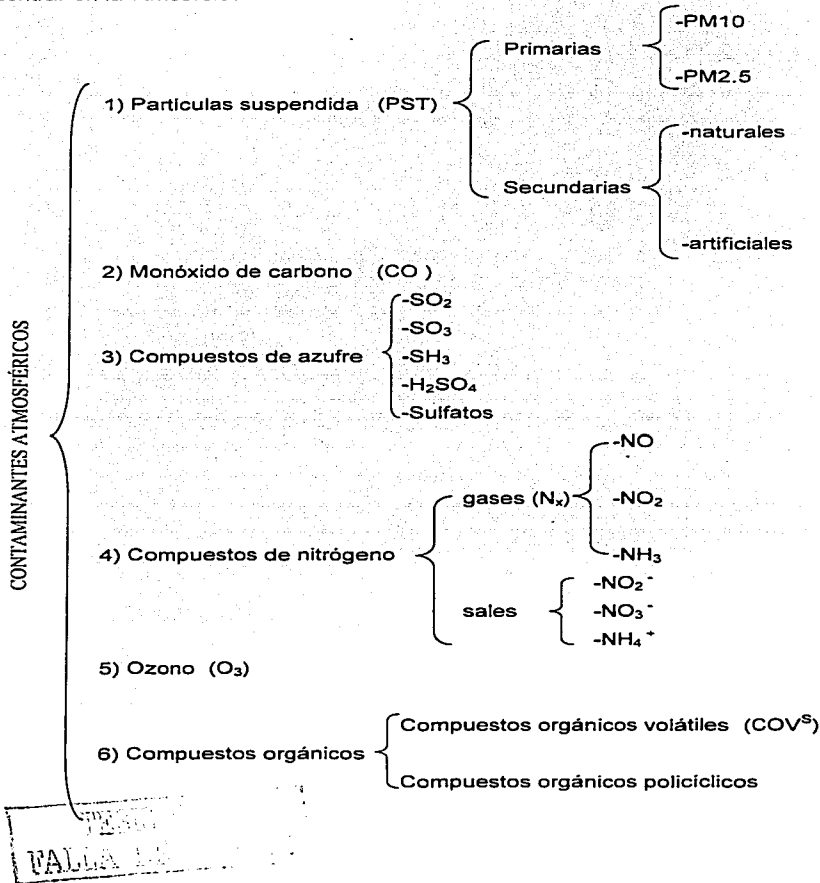 -PM10
Primarias
-PM2.5
1) Particulas suspendida (PST)
-naturales
Secundarias
-artificiales
2) Monóxido de carbono (CO )
-SO₂
-SO₃
3) Compuestos de azufre
-SH₃
-H₂SO₄
-Sulfatos
CONTAMINANTES ATMOSFÉRICOS
-NO
gases (Nₓ)
-NO₂
4) Compuestos de nitrógeno
-NH₃
-NO₂⁻
sales
-NO₃⁻
-NH₄⁺
5) Ozono (O₃)
Compuestos orgánicos volátiles (COVˢ)
6) Compuestos orgánicos
Compuestos orgánicos policíclicos
FALLA